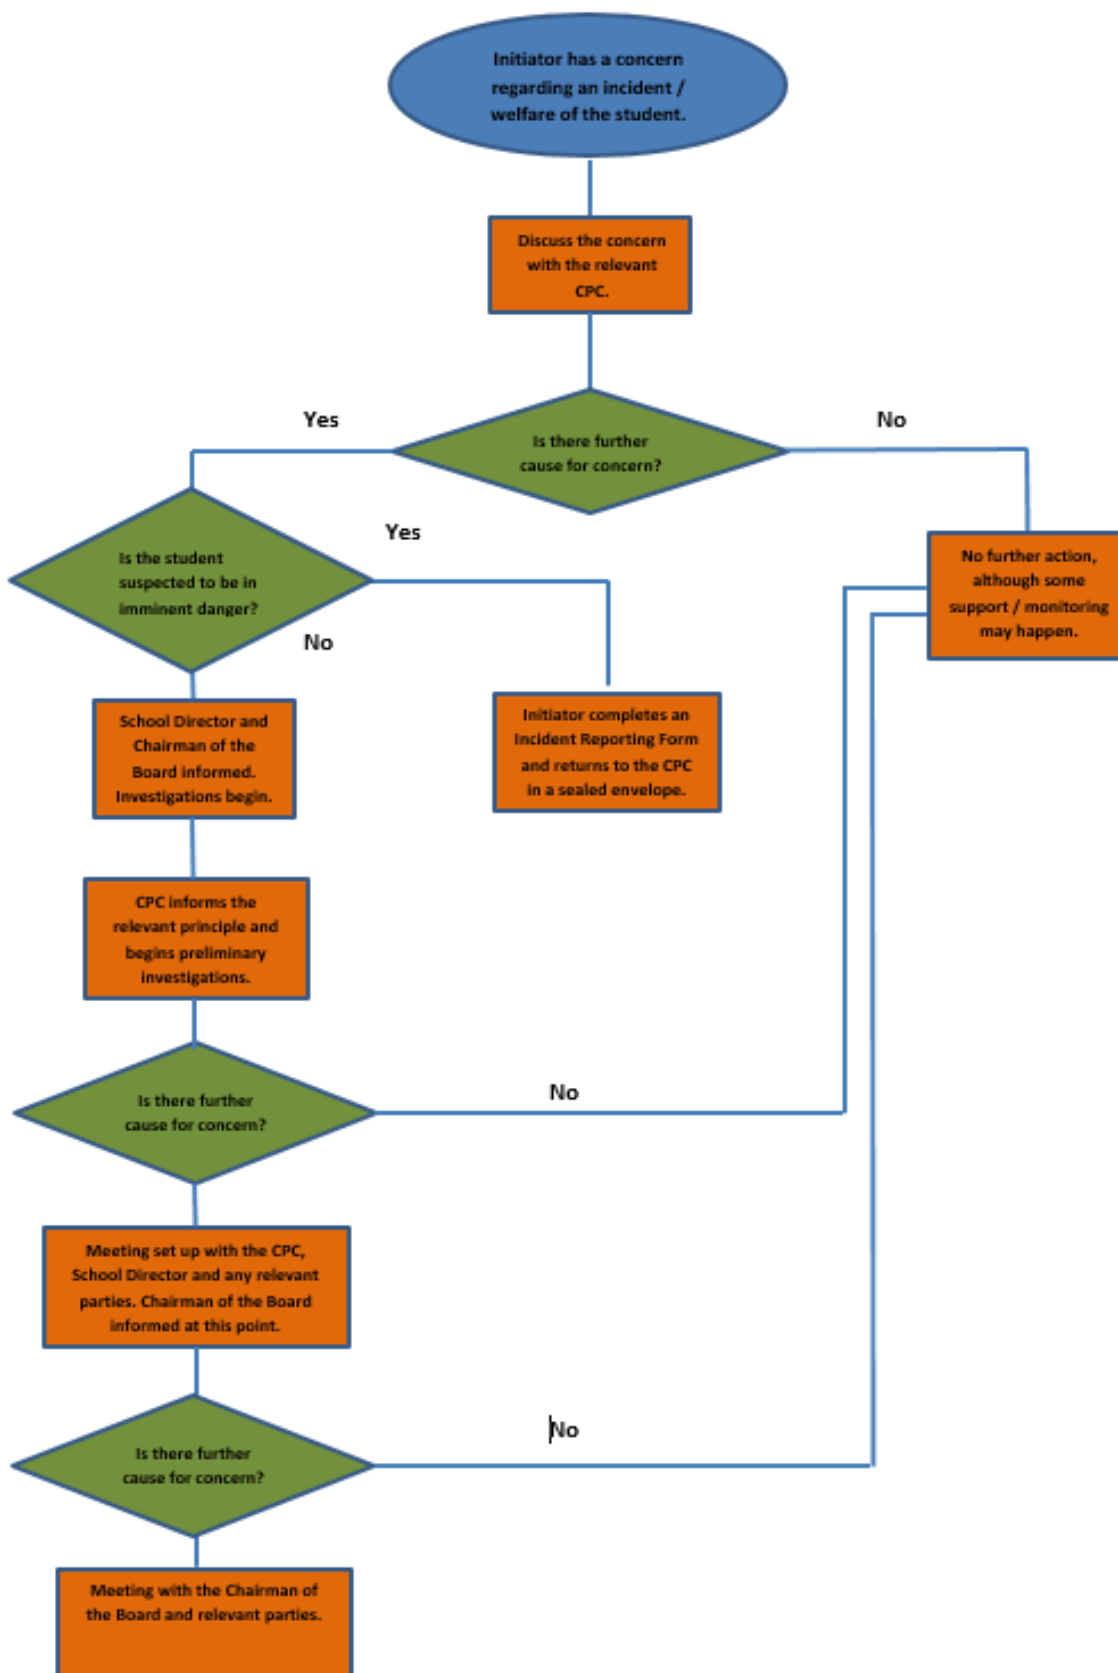 Initiator has a concern
regarding an incident /
welfare of the student.
Discuss the concern
with the relevant
CPC.
Yes
No
Is there further
cause for concern?
Yes
Is the student
suspected to be in
imminent danger?
No
No further action,
although some
support / monitoring
may happen.
School Director and
Chairman of the
Board informed.
Investigations begin.
Initiator completes an
Incident Reporting Form
and returns to the CPC
in a sealed envelope.
CPC informs the
relevant principle and
begins preliminary
investigations.
Is there further
cause for concern?
No
Meeting set up with the CPC,
School Director and any relevant
parties. Chairman of the Board
informed at this point.
Is there further
cause for concern?
No
Meeting with the Chairman of
the Board and relevant parties.